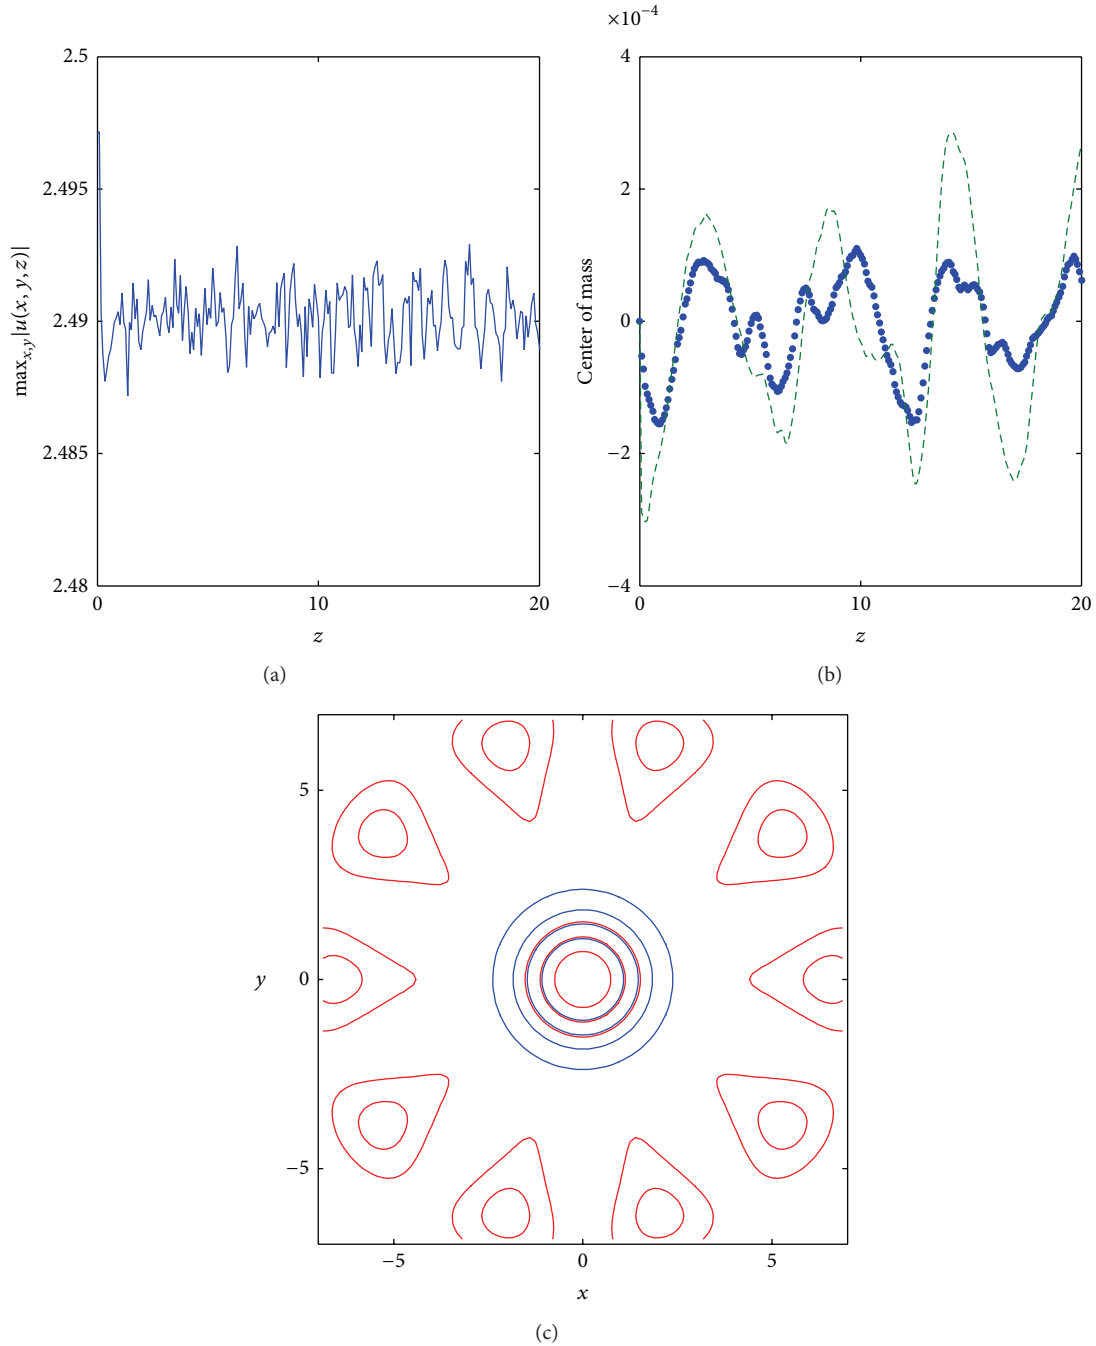 2.5
2.495
2.49
2.485
2.48
max_{x,y}|u(x, y, z)|
0
10
20
z
(a)
×10^{−4}
4
2
0
−2
−4
Center of mass
0
10
20
z
(b)
5
0
−5
y
−5
0
5
x
(c)